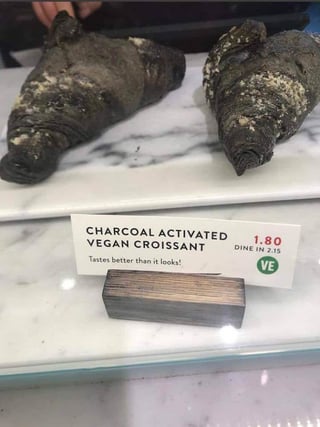 CHARCOAL ACTIVATED
VEGAN CROISSANT
Tastes better than it looks!
1.80
DINE IN 2.15
VE